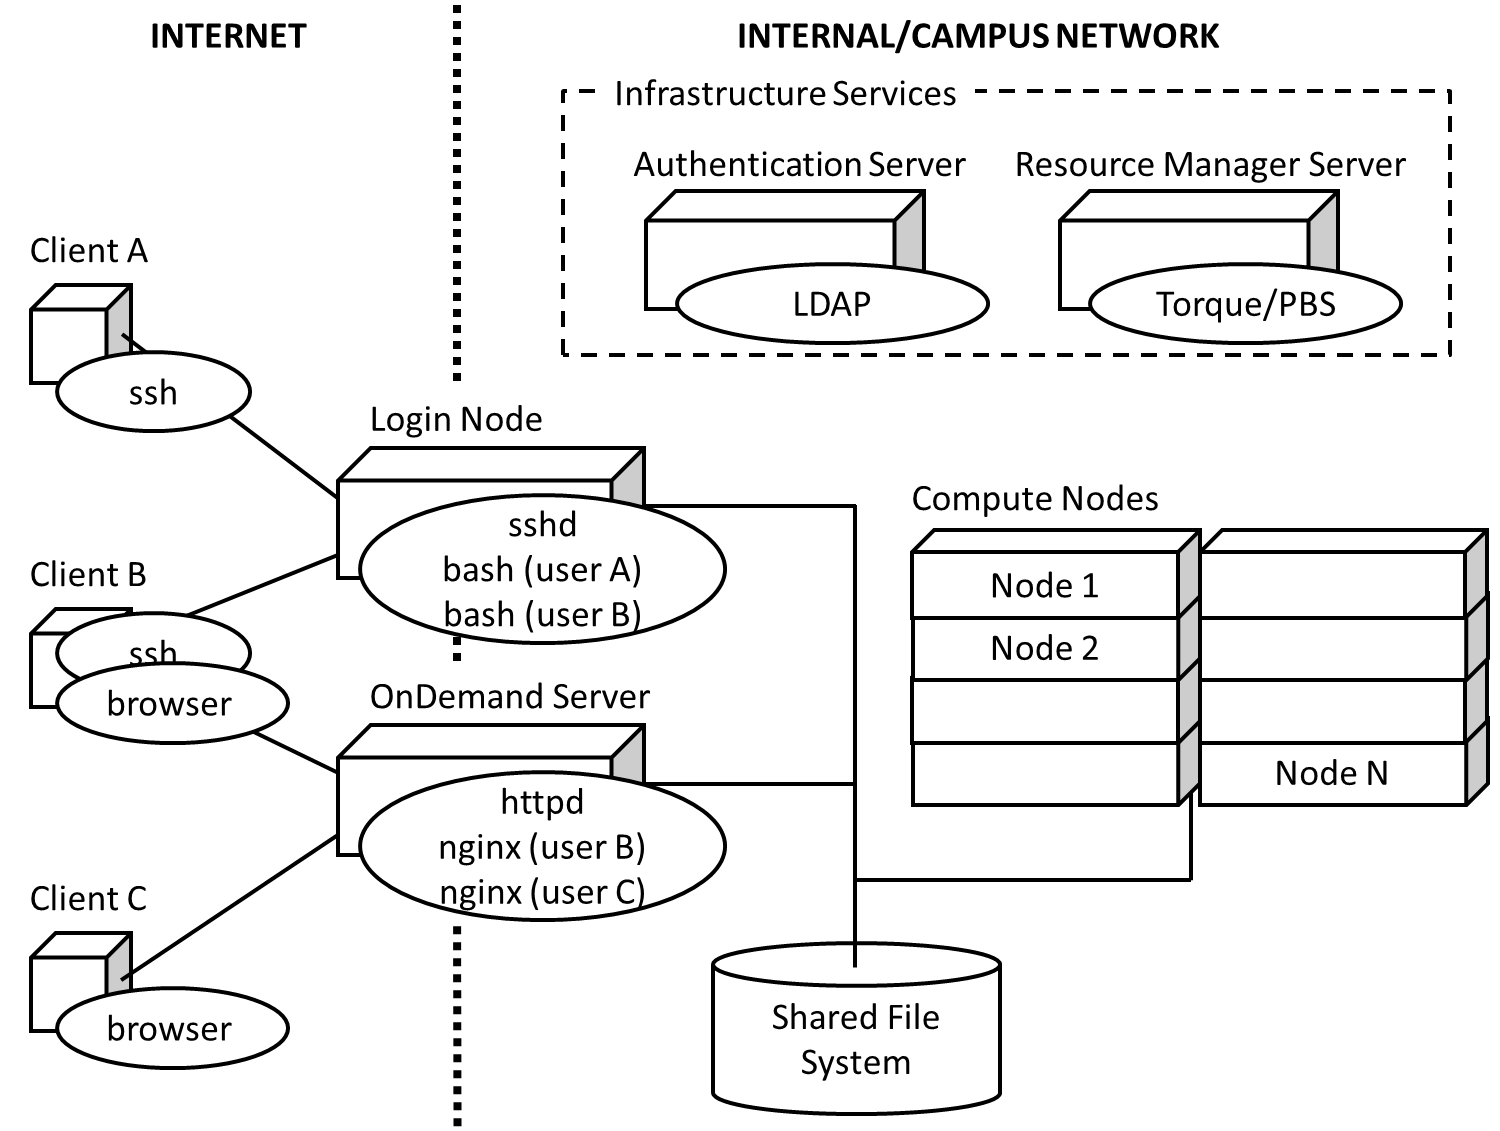 INTERNET
INTERNAL/CAMPUS NETWORK
Infrastructure Services
Authentication Server
Resource Manager Server
LDAP
Torque/PBS
Client A
ssh
Login Node
sshd
bash (user A)
bash (user B)
Client B
ssh
browser
OnDemand Server
httpd
nginx (user B)
nginx (user C)
Client C
browser
Compute Nodes
Node 1
Node 2
Node N
Shared File
System